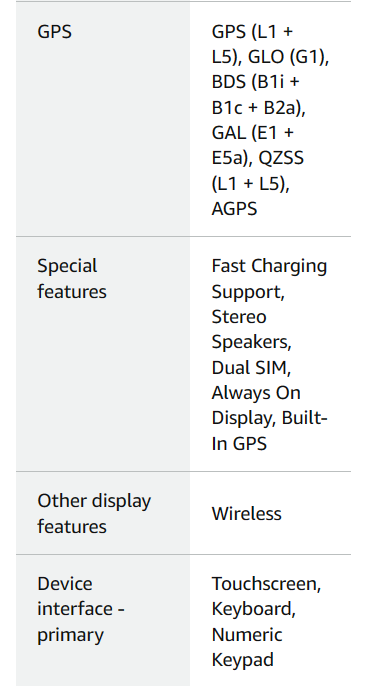 GPS
GPS (L1 +
L5), GLO (G1),
BDS (B1i +
B1c + B2a),
GAL (E1 +
E5a), QZSS
(L1 + L5),
AGPS
Special
features
Fast Charging
Support,
Stereo
Speakers,
Dual SIM,
Always On
Display, Built-
In GPS
Other display
features
Wireless
Device
interface -
primary
Touchscreen,
Keyboard,
Numeric
Keypad